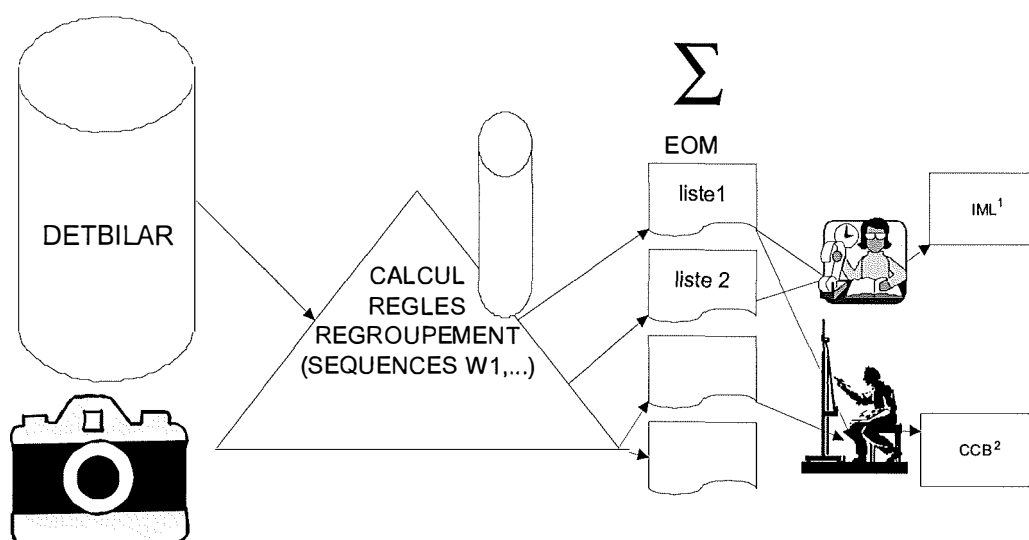 ∑
EOM
liste1
IML¹
DETBILAR
CALCUL
REGLES
REGROUPEMENT
(SEQUENCES W1,...)
liste 2
CCB²